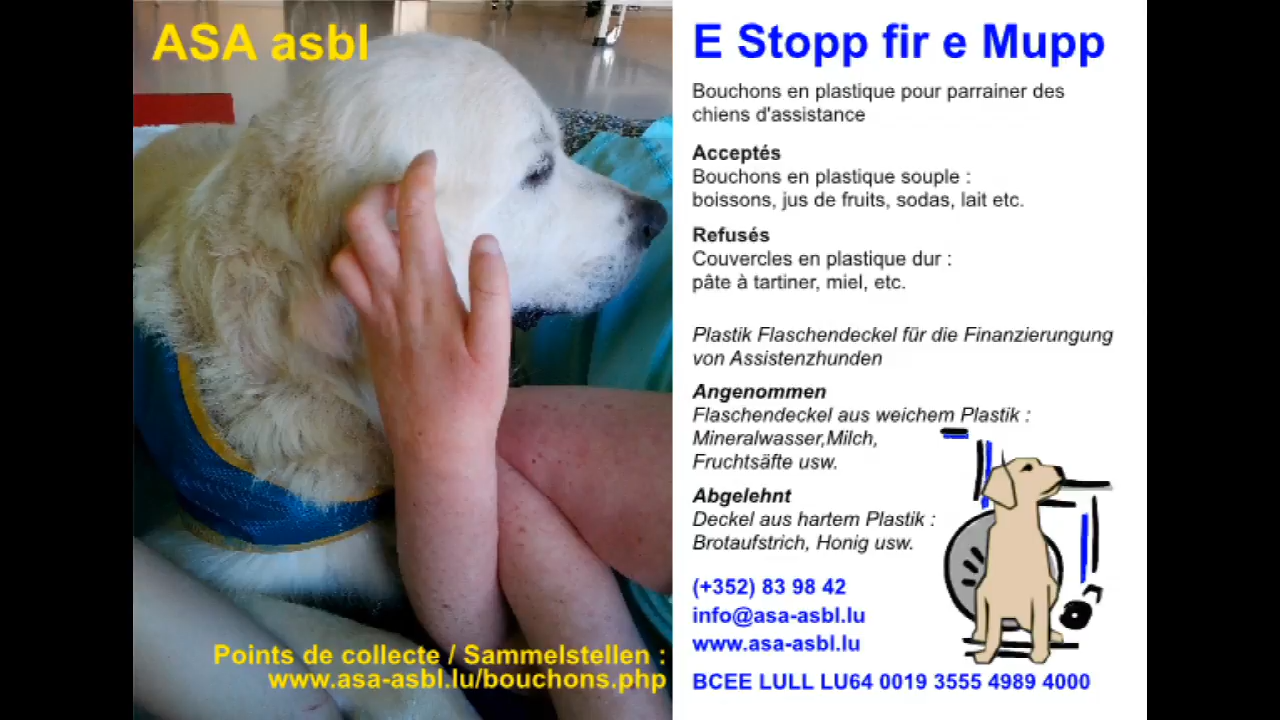 ASA asbl
Points de collecte / Sammelstellen :
www.asa-asbl.lu/bouchons.php
E Stopp fir e Mupp
Bouchons en plastique pour parrainer des
chiens d'assistance
Acceptés
Bouchons en plastique souple :
boissons, jus de fruits, sodas, lait etc.
Refusés
Couvercles en plastique dur :
pâte à tartiner, miel, etc.
Plastik Flaschendeckel für die Finanzierungung
von Assistenzhunden
Angenommen
Flaschendeckel aus weichem Plastik :
Mineralwasser,Milch,
Fruchtsäfte usw.
Abgelehnt
Deckel aus hartem Plastik :
Brotaufstrich, Honig usw.
(+352) 83 98 42
info@asa-asbl.lu
www.asa-asbl.lu
BCEE LULL LU64 0019 3555 4989 4000